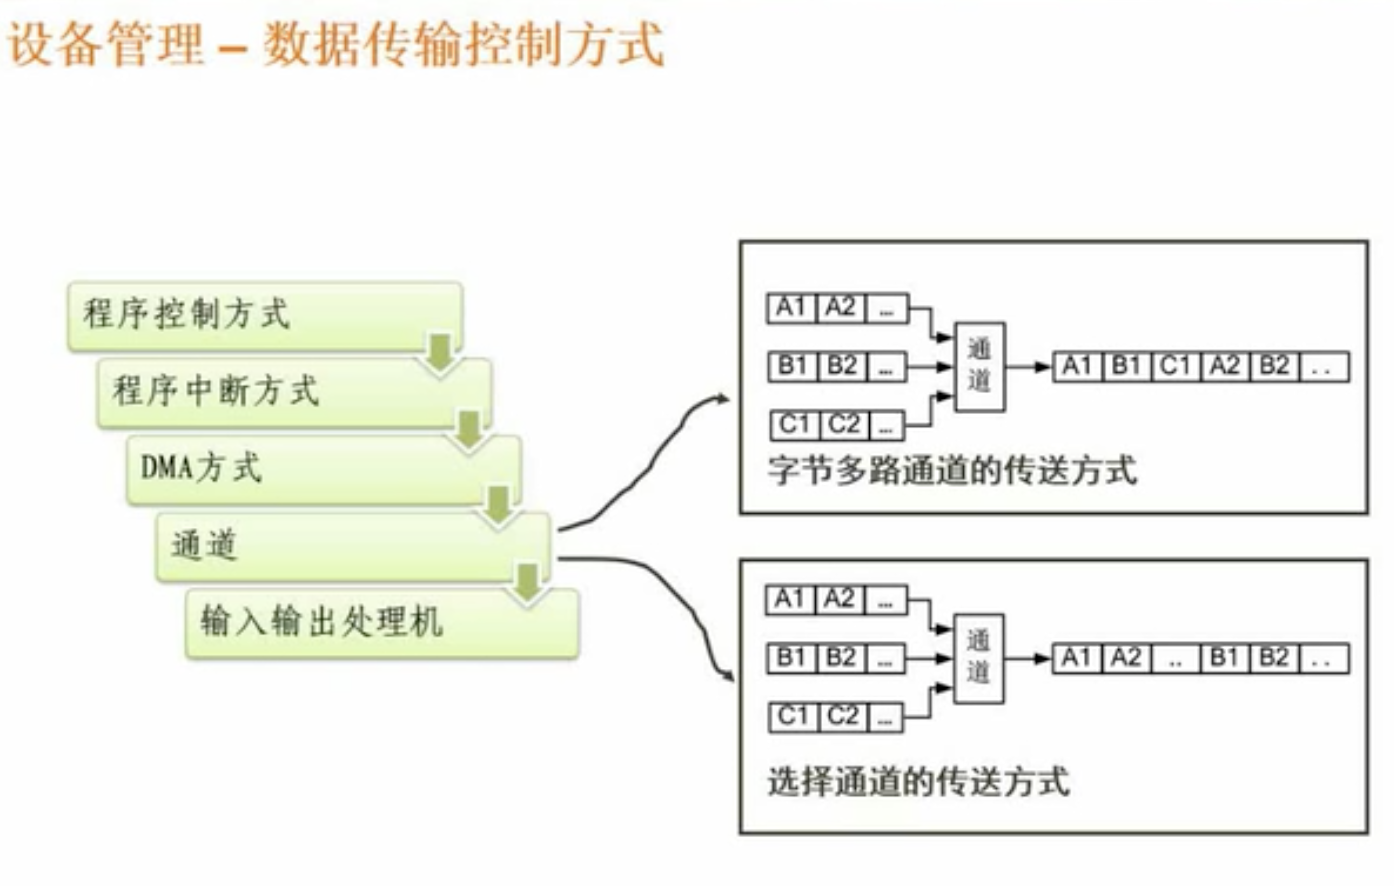 设备管理 – 数据传输控制方式
程序控制方式
程序中断方式
DMA方式
通道
输入输出处理机
A1 A2 ...
B1 B2 ...
C1 C2 ...
通道
A1 B1 C1 A2 B2 ..
字节多路通道的传送方式
A1 A2 ...
B1 B2 ...
C1 C2 ...
通道
A1 A2 .. B1 B2 ..
选择通道的传送方式